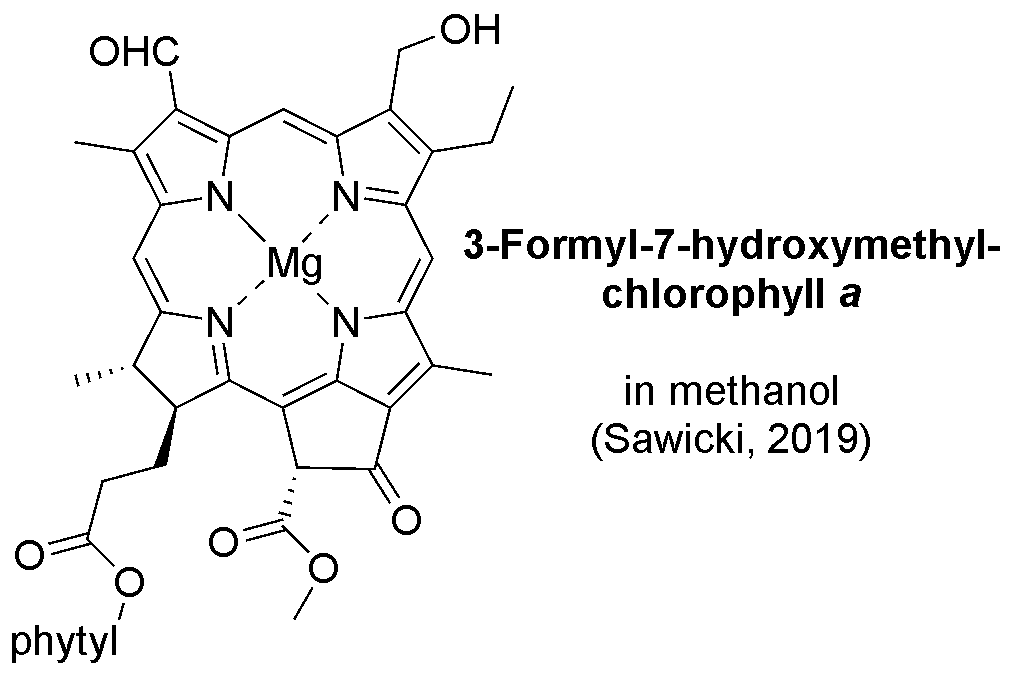 OHC
OH
N
N
Mg
3-Formyl-7-hydroxymethyl-
chlorophyll a
N
N
in methanol
(Sawicki, 2019)
O
O
O
O
O
phytyl